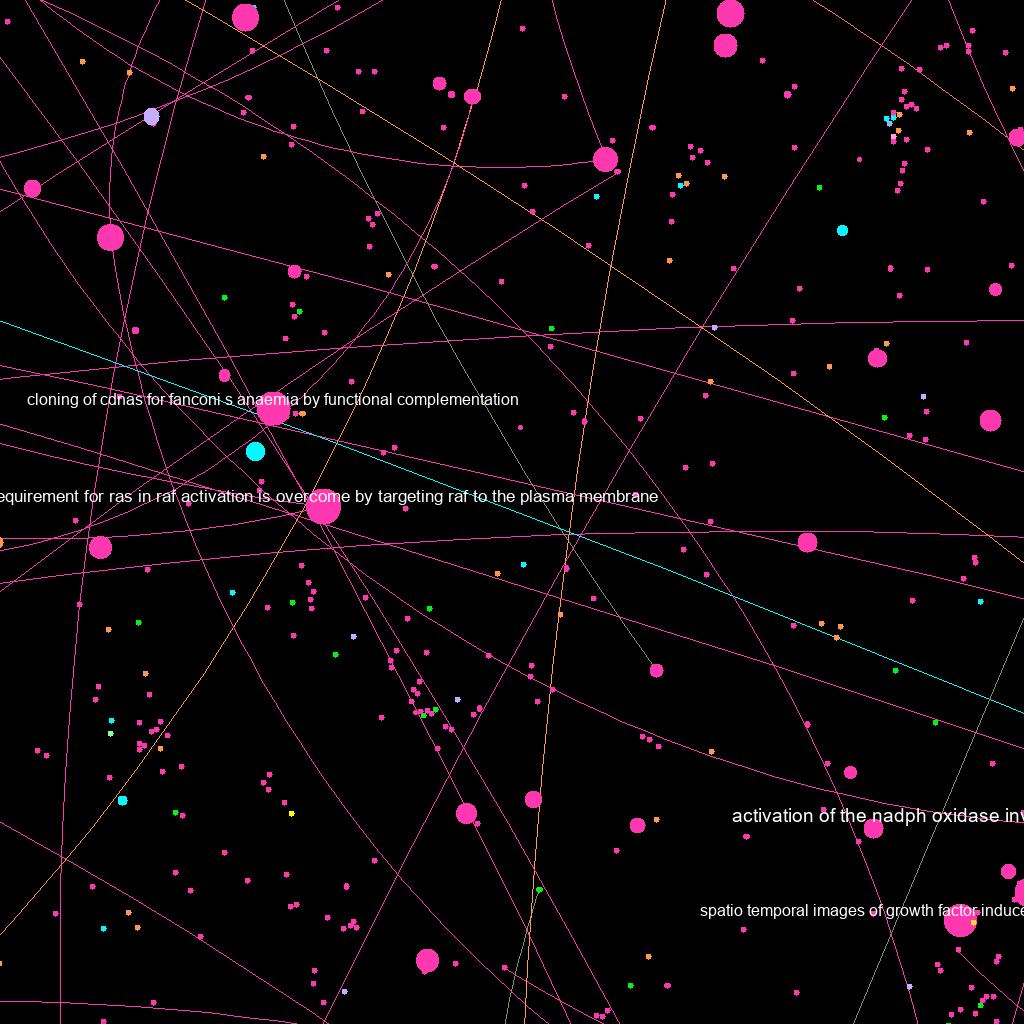 cloning of cdnas for fanconi s anaemia by functional complementation
equirement for ras in raf activation is overcome by targeting raf to the plasma membrane
activation of the nadph oxidase inv
spatio temporal images of growth factor induce